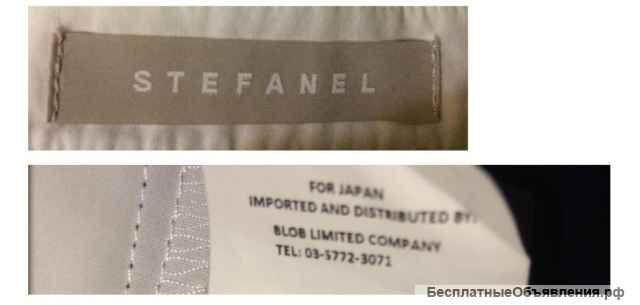 STEFANEL
FOR JAPAN
IMPORTED AND DISTRIBUTED BY:
BLOB LIMITED COMPANY
TEL: 03-5772-3071
БесплатныеОбъявления.рф